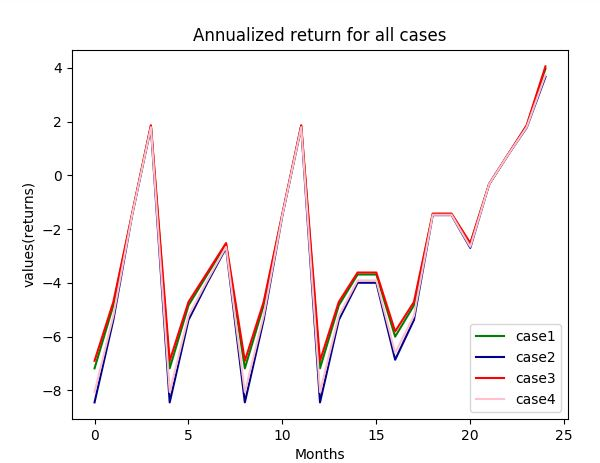 Annualized return for all cases
values(returns)
4
2
0
−2
−4
−6
−8
0
5
10
15
20
25
Months
case1
case2
case3
case4